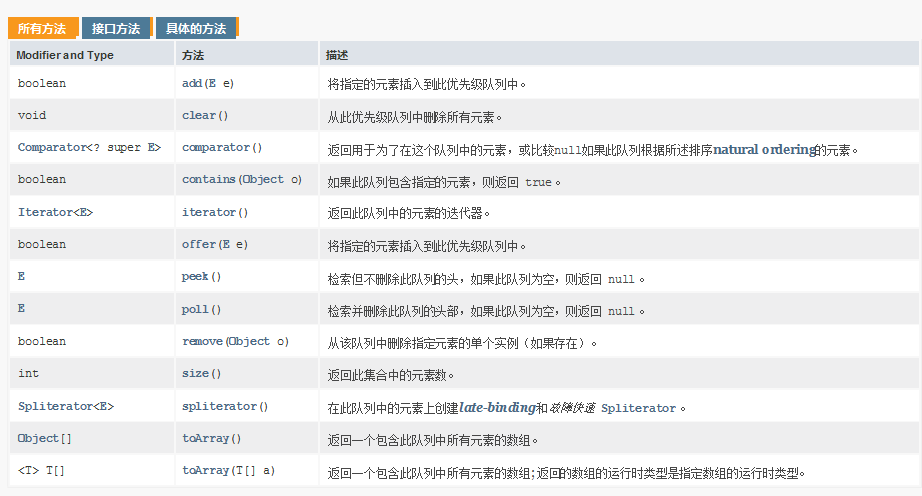 所有方法 接口方法 具体的方法
Modifier and Type 方法 描述
boolean add(E e) 将指定的元素插入到此优先级队列中。
void clear() 从此优先级队列中删除所有元素。
Comparator<? super E> comparator() 返回用于为了在这个队列中的元素，或比较null如果此队列根据所述排序natural ordering的元素。
boolean contains(Object o) 如果此队列包含指定的元素，则返回 true 。
Iterator<E> iterator() 返回此队列中的元素的迭代器。
boolean offer(E e) 将指定的元素插入到此优先级队列中。
E peek() 检索但不删除此队列的头，如果此队列为空，则返回 null 。
E poll() 检索并删除此队列的头部，如果此队列为空，则返回 null 。
boolean remove(Object o) 从该队列中删除指定元素的单个实例（如果存在）。
int size() 返回此集合中的元素数。
Spliterator<E> spliterator() 在此队列中的元素上创建late-binding和故障快速 Spliterator 。
Object[] toArray() 返回一个包含此队列中所有元素的数组。
<T> T[] toArray(T[] a) 返回一个包含此队列中所有元素的数组;返回的数组的运行时类型是指定数组的运行时类型。